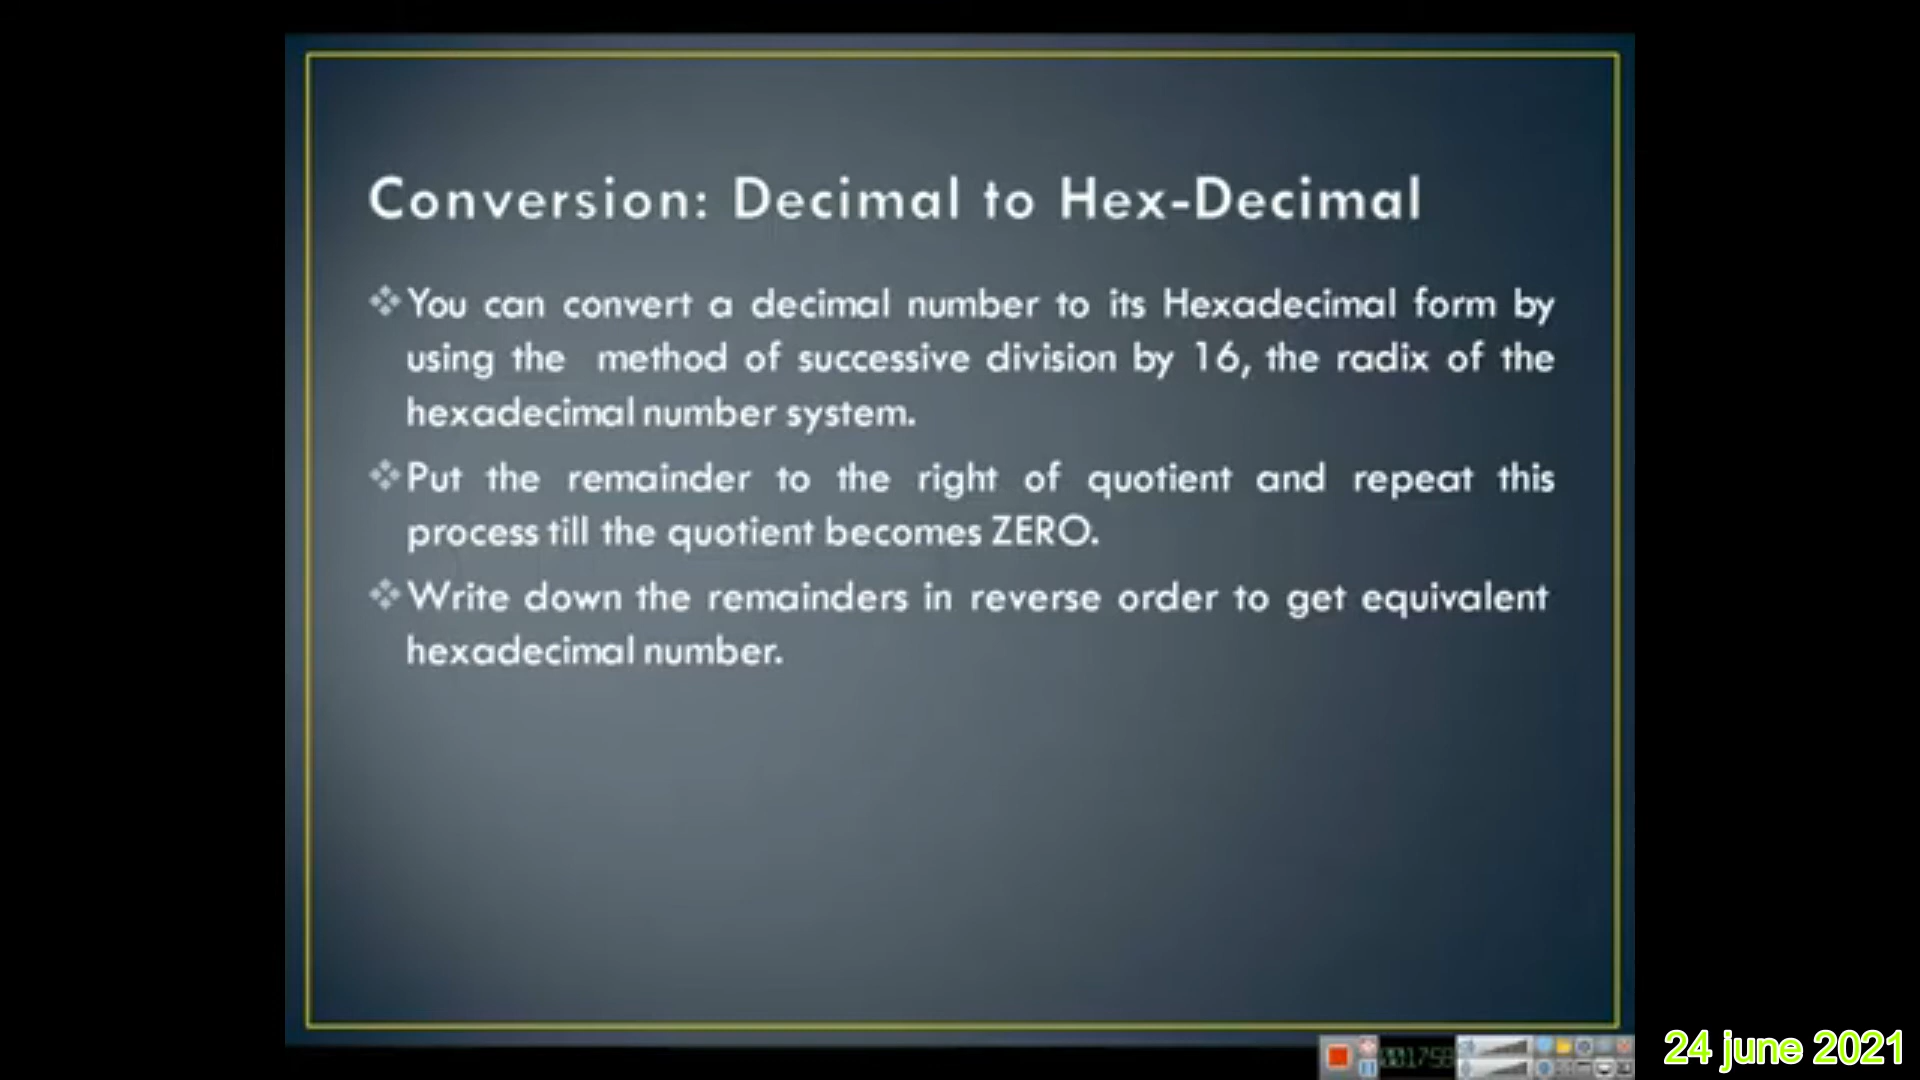 Conversion: Decimal to Hex-Decimal
You can convert a decimal number to its Hexadecimal form by
using the method of successive division by 16, the radix of the
hexadecimal number system.
Put the remainder to the right of quotient and repeat this
process till the quotient becomes ZERO.
Write down the remainders in reverse order to get equivalent
hexadecimal number.
24 june 2021